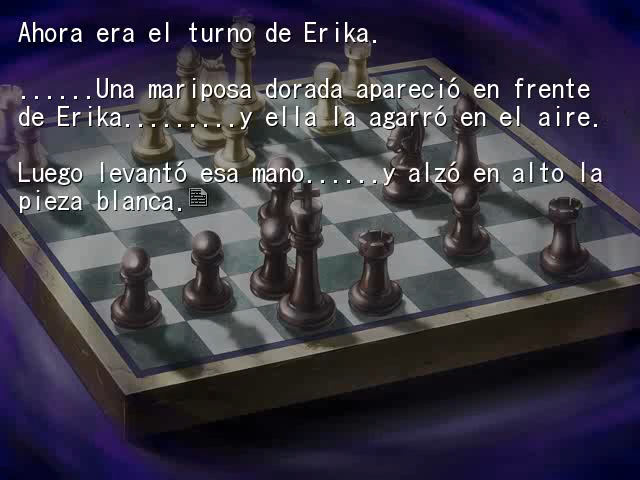 Ahora era el turno de Erika.
......Una mariposa dorada apareció en frente
de Erika.........y ella la agarró en el aire.
Luego levantó esa mano......y alzó en alto la
pieza blanca.